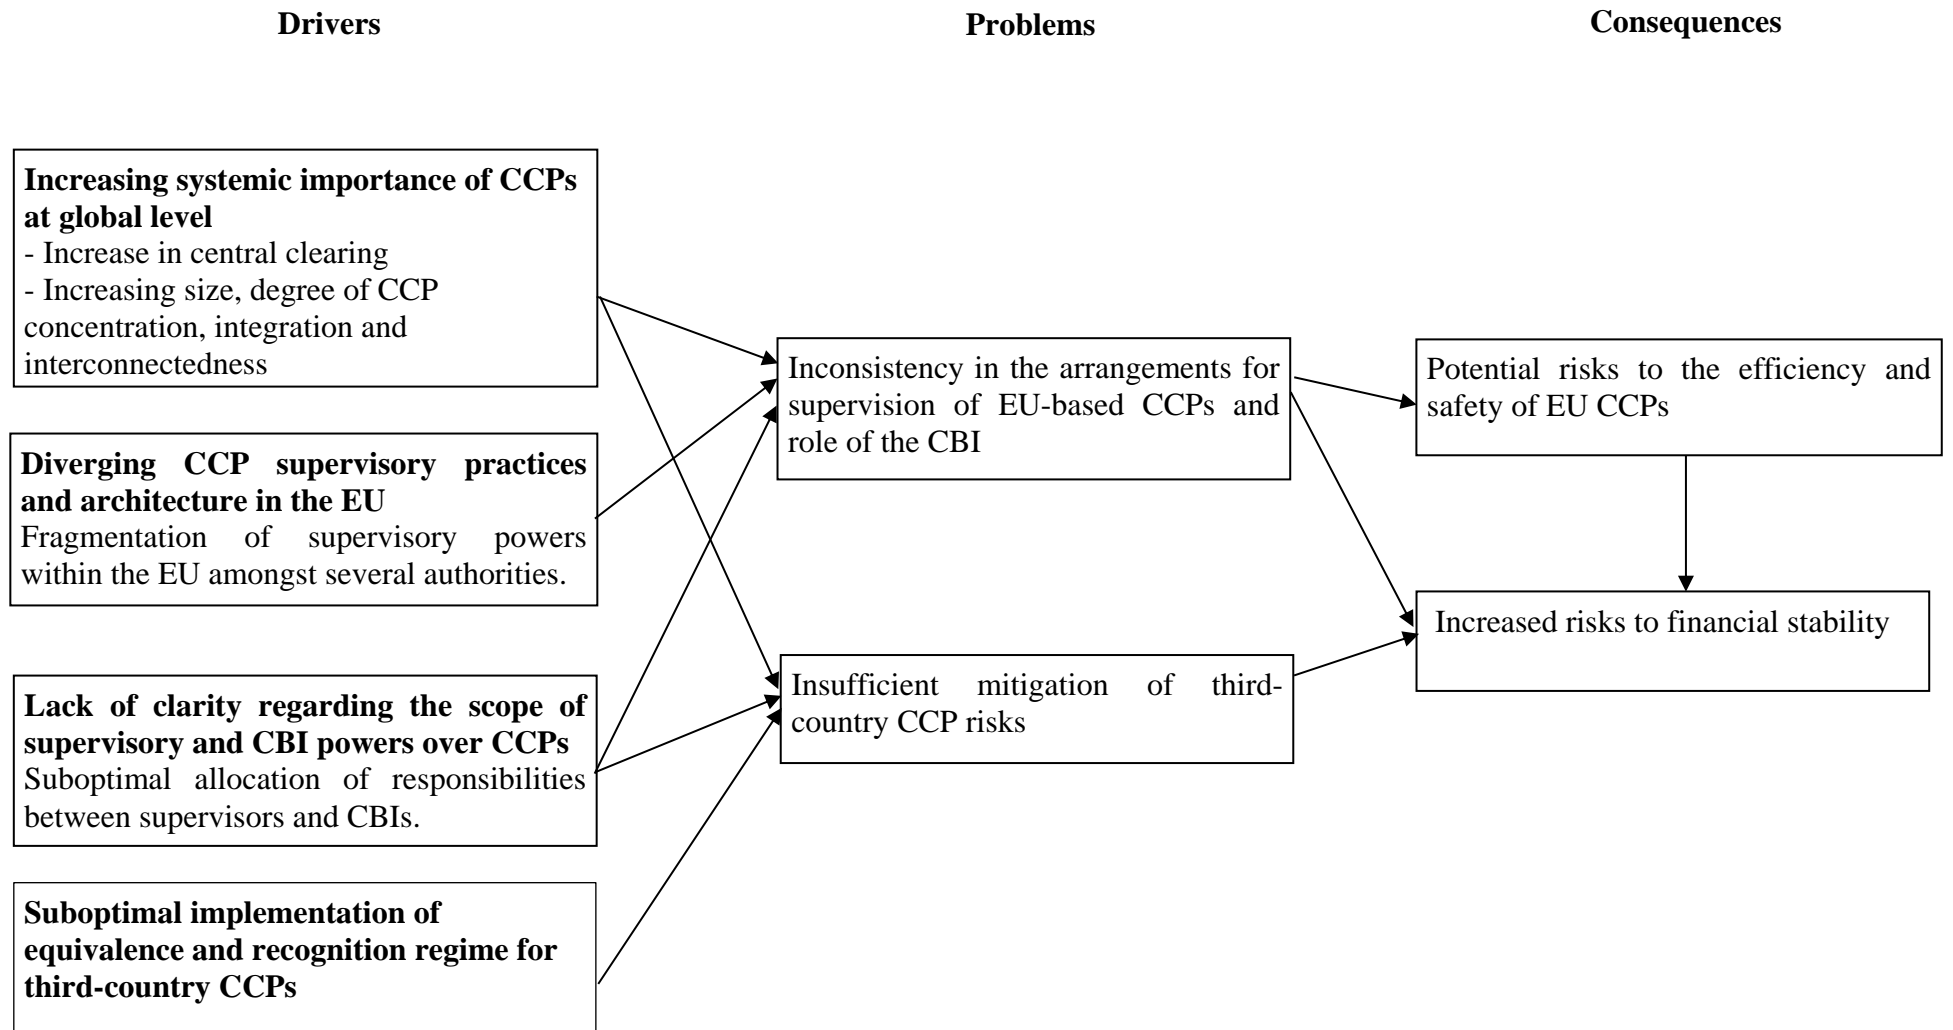 Drivers
Problems
Consequences
Increasing systemic importance of CCPs
at global level
- Increase in central clearing
- Increasing size, degree of CCP
concentration, integration and
interconnectedness
Diverging CCP supervisory practices
and architecture in the EU
Fragmentation of supervisory powers
within the EU amongst several authorities.
Lack of clarity regarding the scope of
supervisory and CBI powers over CCPs
Suboptimal allocation of responsibilities
between supervisors and CBIs.
Suboptimal implementation of
equivalence and recognition regime for
third-country CCPs
Inconsistency in the arrangements for
supervision of EU-based CCPs and
role of the CBI
Insufficient mitigation of third-
country CCP risks
Potential risks to the efficiency and
safety of EU CCPs
Increased risks to financial stability